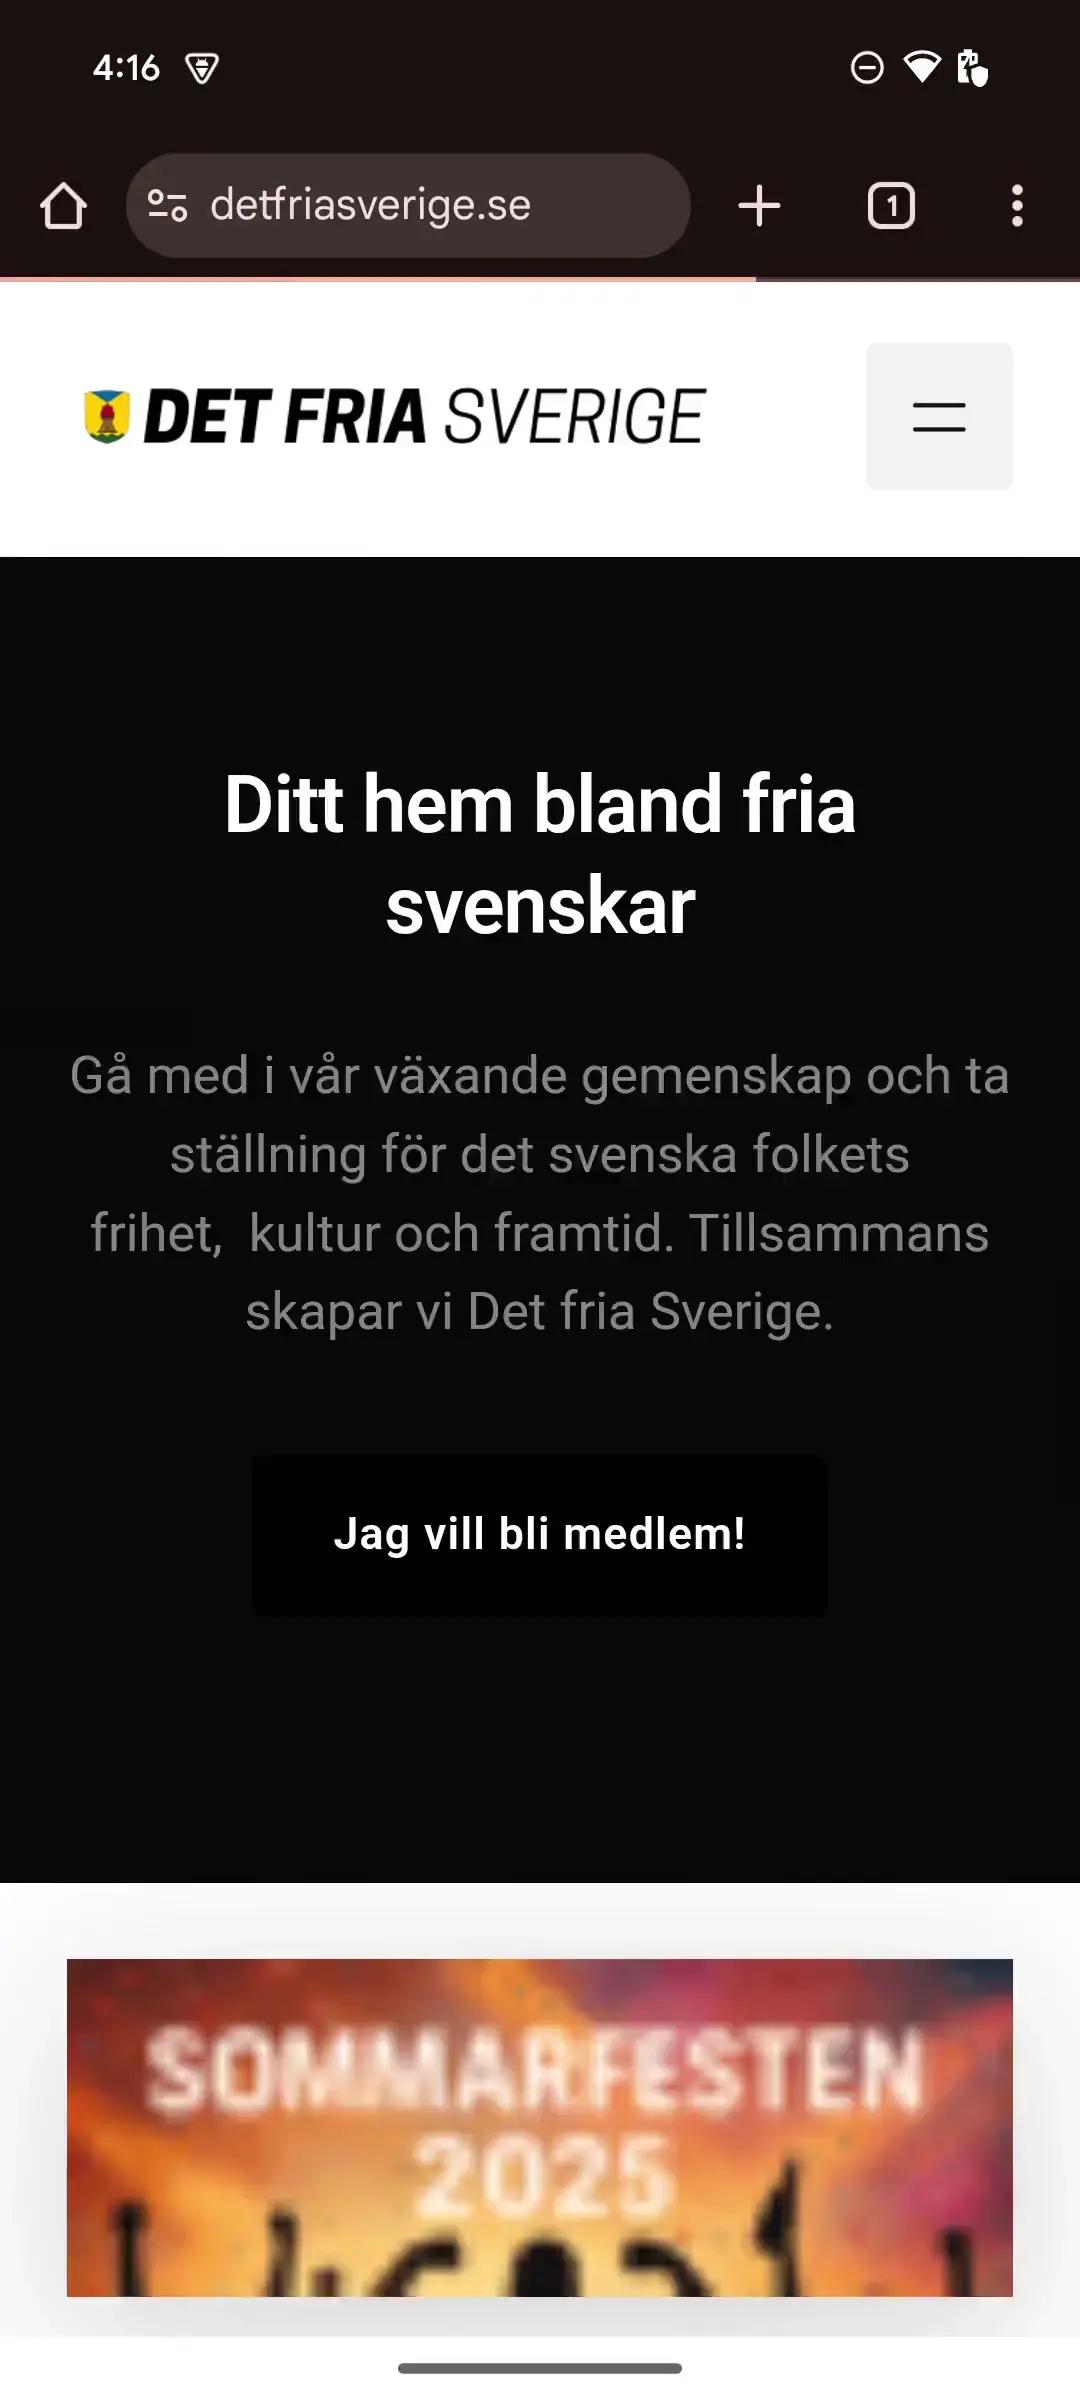 4:16
detfriasverige.se
1
DET FRIA SVERIGE
Ditt hem bland fria
svenskar
Gå med i vår växande gemenskap och ta
ställning för det svenska folkets
frihet,  kultur och framtid. Tillsammans
skapar vi Det fria Sverige.
Jag vill bli medlem!
SOMMARFESTEN
2025